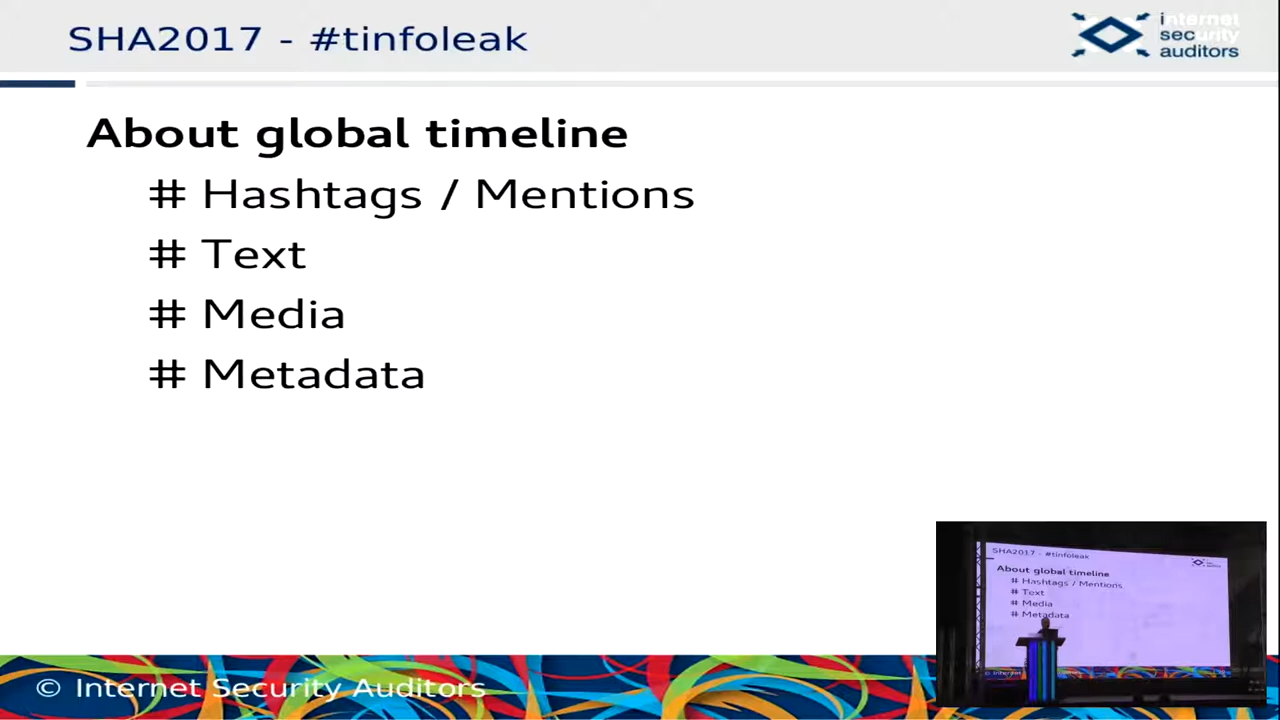 SHA2017 - #tinfoleak
internet
security
auditors
About global timeline
# Hashtags / Mentions
# Text
# Media
# Metadata
© Internet Security Auditors
SHA2017 - #tinfoleak
About global timeline
# Hashtags / Mentions
# Text
# Media
# Metadata